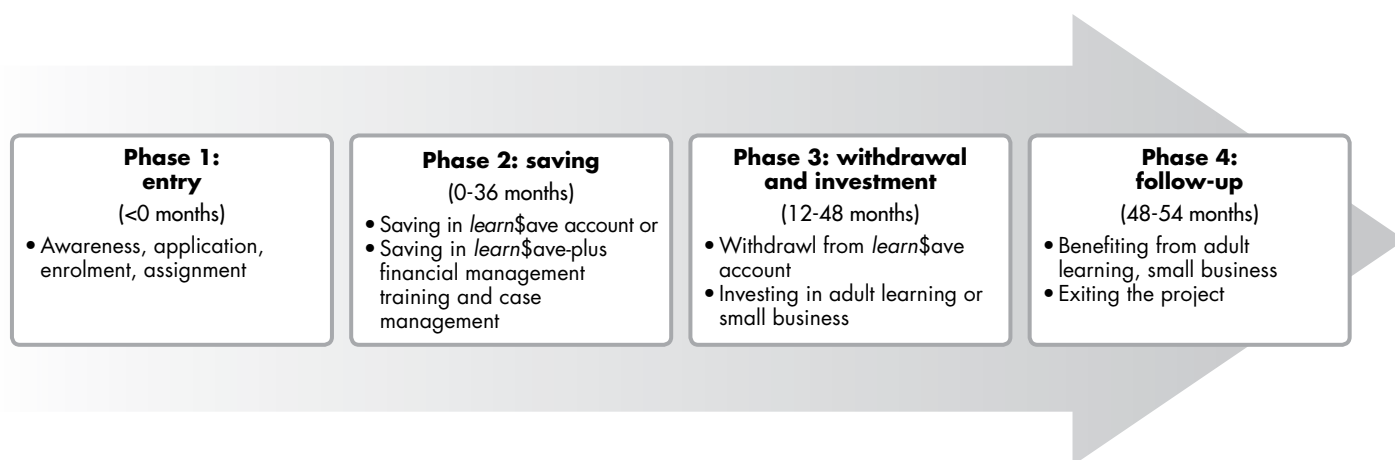 Phase 1:
entry
(<0 months)
• Awareness, application,
enrolment, assignment
Phase 2: saving
(0-36 months)
• Saving in learn$ave account or
• Saving in learn$ave-plus
financial management
training and case
management
Phase 3: withdrawal
and investment
(12-48 months)
• Withdrawl from learn$ave
account
• Investing in adult learning or
small business
Phase 4:
follow-up
(48-54 months)
• Benefiting from adult
learning, small business
• Exiting the project